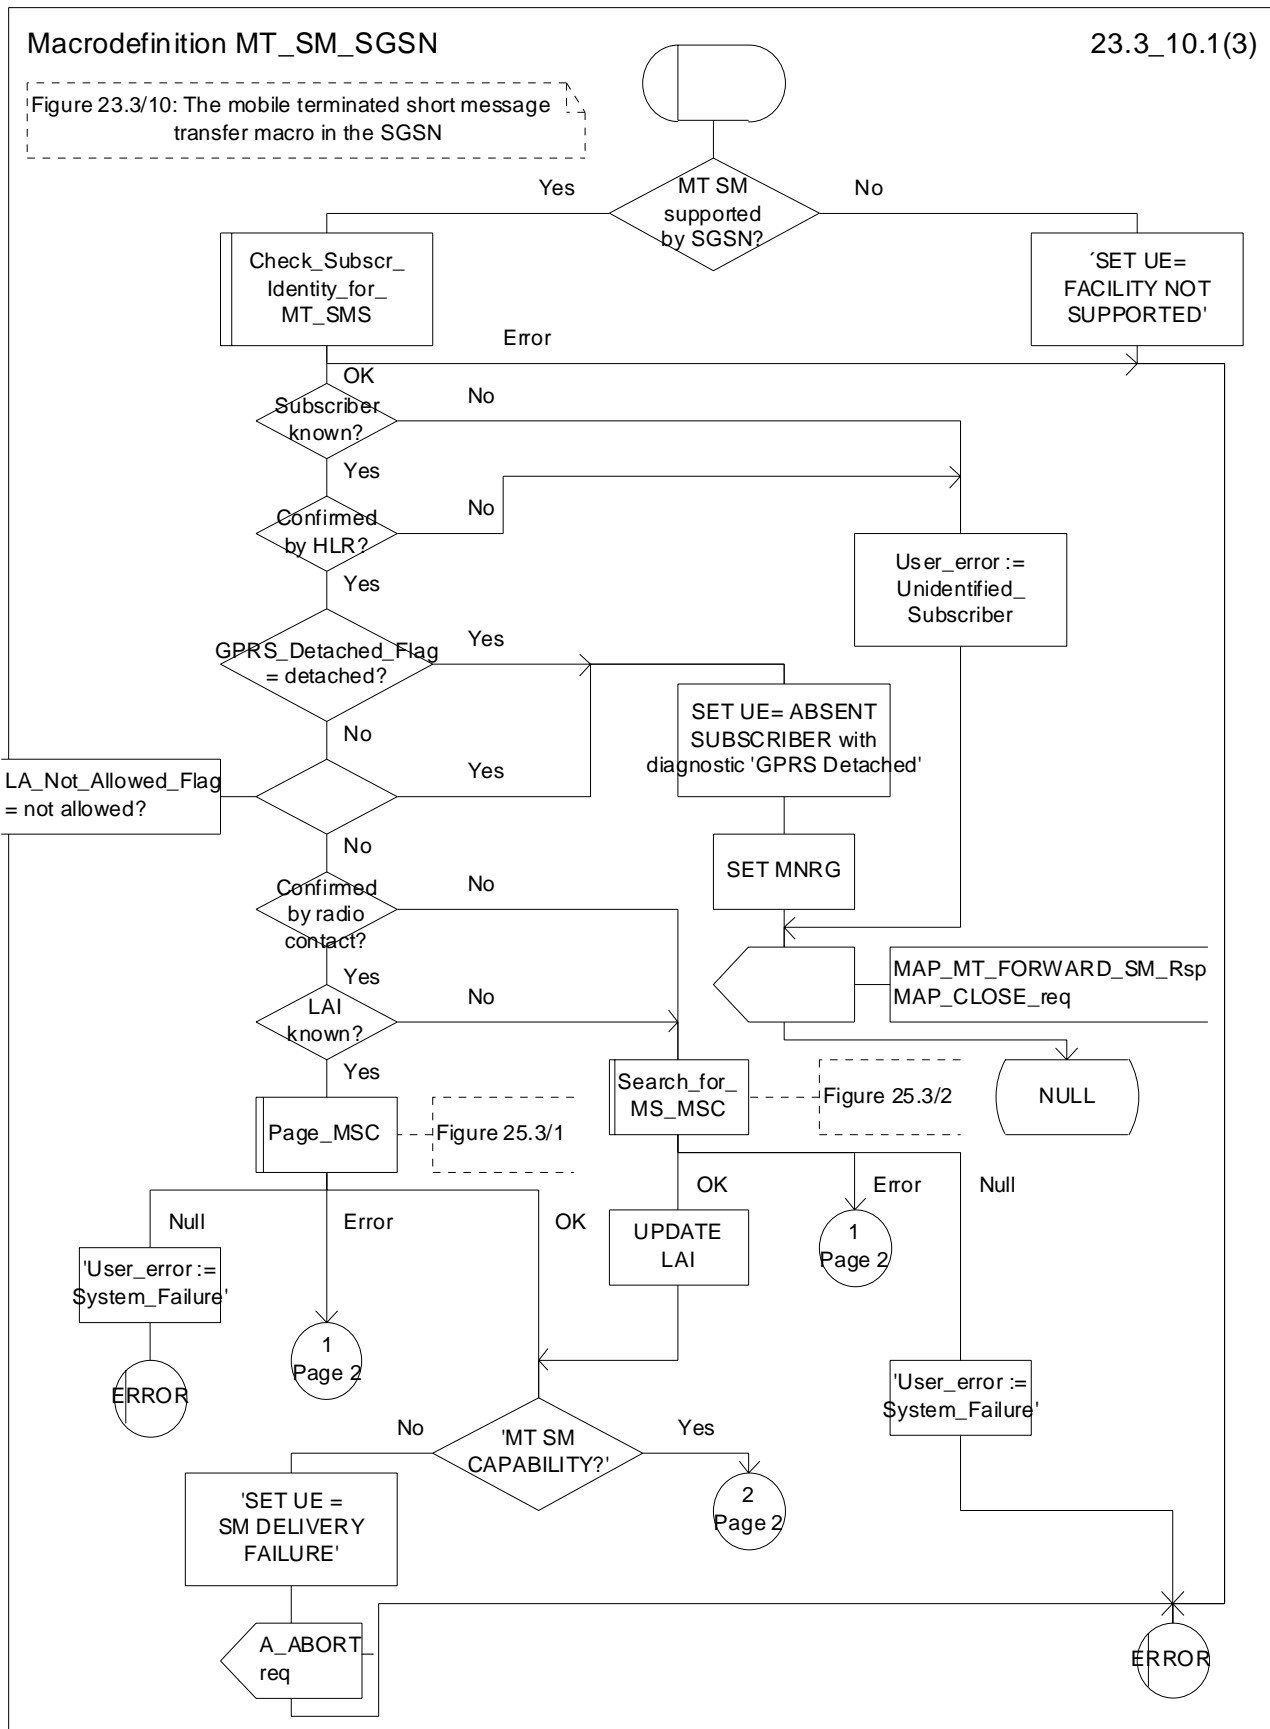 Macrodefinition MT_SM_SGSN
23.3_10.1(3)
Figure 23.3/10: The mobile terminated short message
transfer macro in the SGSN
Yes
MT SM
supported
by SGSN?
No
Check_Subscr_
Identity_for_
MT_SMS
´SET UE=
FACILITY NOT
SUPPORTED'
Error
OK
Subscriber
known?
No
Yes
Confirmed
by HLR?
No
User_error :=
Unidentified_
Subscriber
Yes
GPRS_Detached_Flag
= detached?
Yes
SET UE= ABSENT
SUBSCRIBER with
diagnostic 'GPRS Detached'
No
LA_Not_Allowed_Flag
= not allowed?
Yes
No
SET MNRG
Confirmed
by radio
contact?
No
MAP_MT_FORWARD_SM_Rsp
MAP_CLOSE_req
Yes
LAI
known?
No
Yes
Search_for_
MS_MSC
Figure 25.3/2
NULL
Page_MSC
Figure 25.3/1
OK
Error
Null
Null
Error
OK
UPDATE
LAI
1
Page 2
'User_error :=
System_Failure'
1
Page 2
ERROR
'User_error :=
System_Failure'
No
'MT SM
CAPABILITY?'
Yes
2
Page 2
'SET UE =
SM DELIVERY
FAILURE'
A_ABORT_
req
ERROR